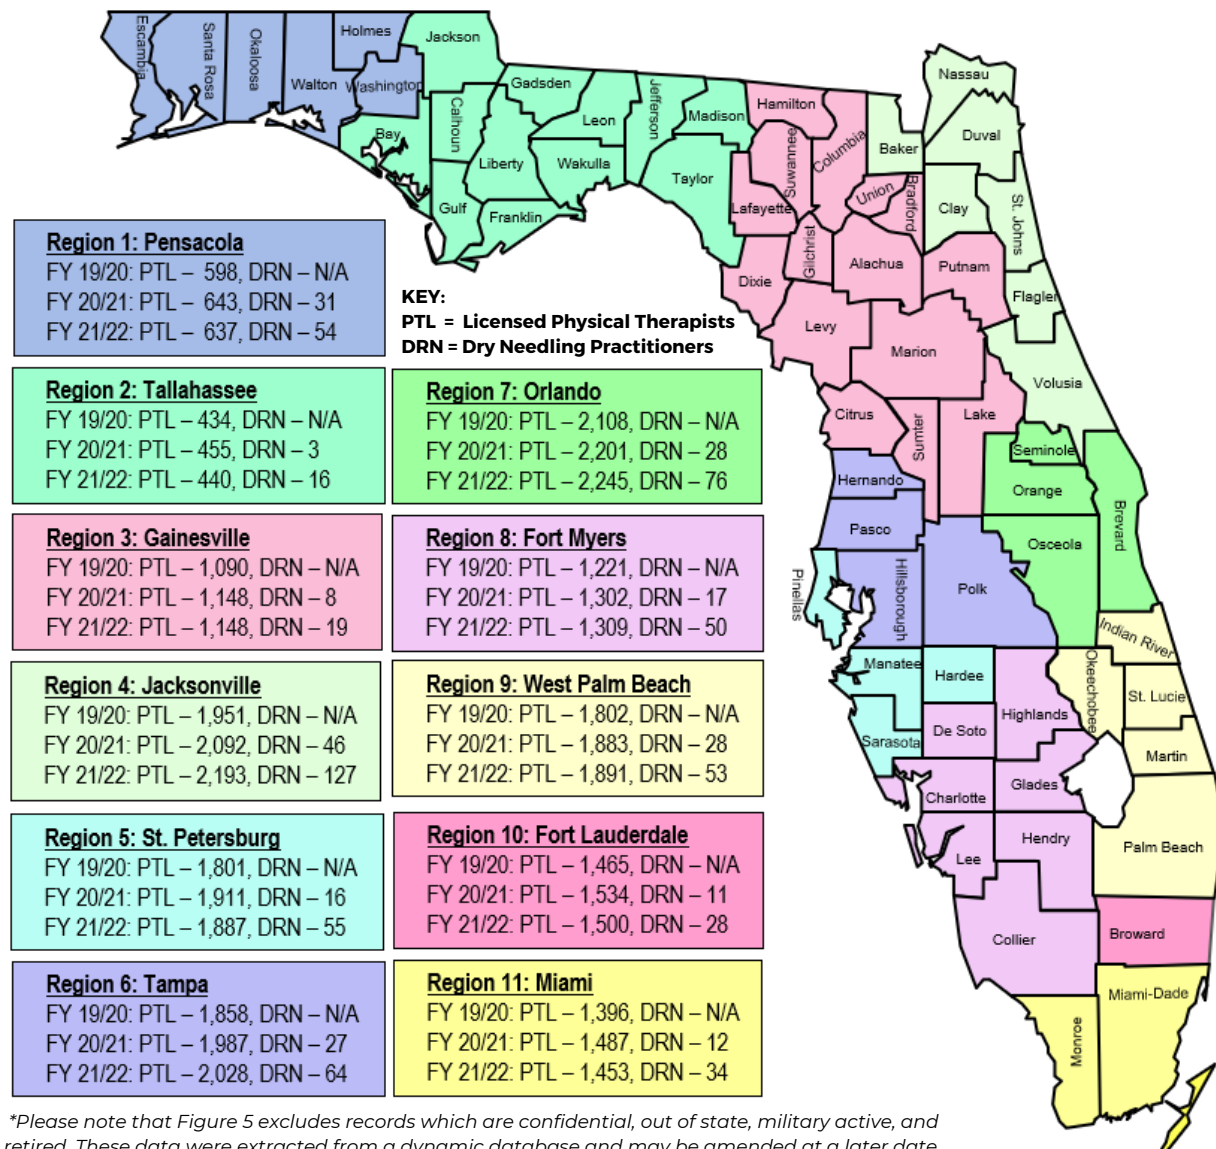 Escambia
Santa Rosa
Okaloosa
Walton
Holmes
Washington
Jackson
Bay
Calhoun
Gulf
Gadsden
Liberty
Franklin
Leon
Wakulla
Jefferson
Madison
Taylor
Hamilton
Suwannee
Lafayette
Columbia
Dixie
Gilchrist
Union
Bradford
Alachua
Levy
Marion
Putnam
Baker
Nassau
Duval
Clay
St. Johns
Flagler
Volusia
Citrus
Sumter
Lake
Hernando
Pasco
Pinellas
Hillsborough
Polk
Seminole
Orange
Osceola
Brevard
Indian River
Manatee
Hardee
Highlands
Okeechobee
St. Lucie
Sarasota
De Soto
Martin
Charlotte
Glades
Lee
Hendry
Palm Beach
Collier
Broward
Monroe
Miami-Dade
KEY:
PTL = Licensed Physical Therapists
DRN = Dry Needling Practitioners
Region 1: Pensacola
FY 19/20: PTL – 598, DRN – N/A
FY 20/21: PTL – 643, DRN – 31
FY 21/22: PTL – 637, DRN – 54
Region 2: Tallahassee
FY 19/20: PTL – 434, DRN – N/A
FY 20/21: PTL – 455, DRN – 3
FY 21/22: PTL – 440, DRN – 16
Region 3: Gainesville
FY 19/20: PTL – 1,090, DRN – N/A
FY 20/21: PTL – 1,148, DRN – 8
FY 21/22: PTL – 1,148, DRN – 19
Region 4: Jacksonville
FY 19/20: PTL – 1,951, DRN – N/A
FY 20/21: PTL – 2,092, DRN – 46
FY 21/22: PTL – 2,193, DRN – 127
Region 5: St. Petersburg
FY 19/20: PTL – 1,801, DRN – N/A
FY 20/21: PTL – 1,911, DRN – 16
FY 21/22: PTL – 1,887, DRN – 55
Region 6: Tampa
FY 19/20: PTL – 1,858, DRN – N/A
FY 20/21: PTL – 1,987, DRN – 27
FY 21/22: PTL – 2,028, DRN – 64
Region 7: Orlando
FY 19/20: PTL – 2,108, DRN – N/A
FY 20/21: PTL – 2,201, DRN – 28
FY 21/22: PTL – 2,245, DRN – 76
Region 8: Fort Myers
FY 19/20: PTL – 1,221, DRN – N/A
FY 20/21: PTL – 1,302, DRN – 17
FY 21/22: PTL – 1,309, DRN – 50
Region 9: West Palm Beach
FY 19/20: PTL – 1,802, DRN – N/A
FY 20/21: PTL – 1,883, DRN – 28
FY 21/22: PTL – 1,891, DRN – 53
Region 10: Fort Lauderdale
FY 19/20: PTL – 1,465, DRN – N/A
FY 20/21: PTL – 1,534, DRN – 11
FY 21/22: PTL – 1,500, DRN – 28
Region 11: Miami
FY 19/20: PTL – 1,396, DRN – N/A
FY 20/21: PTL – 1,487, DRN – 12
FY 21/22: PTL – 1,453, DRN – 34
*Please note that Figure 5 excludes records which are confidential, out of state, military active, and
retired. These data were extracted from a dynamic database and may be amended at a later date